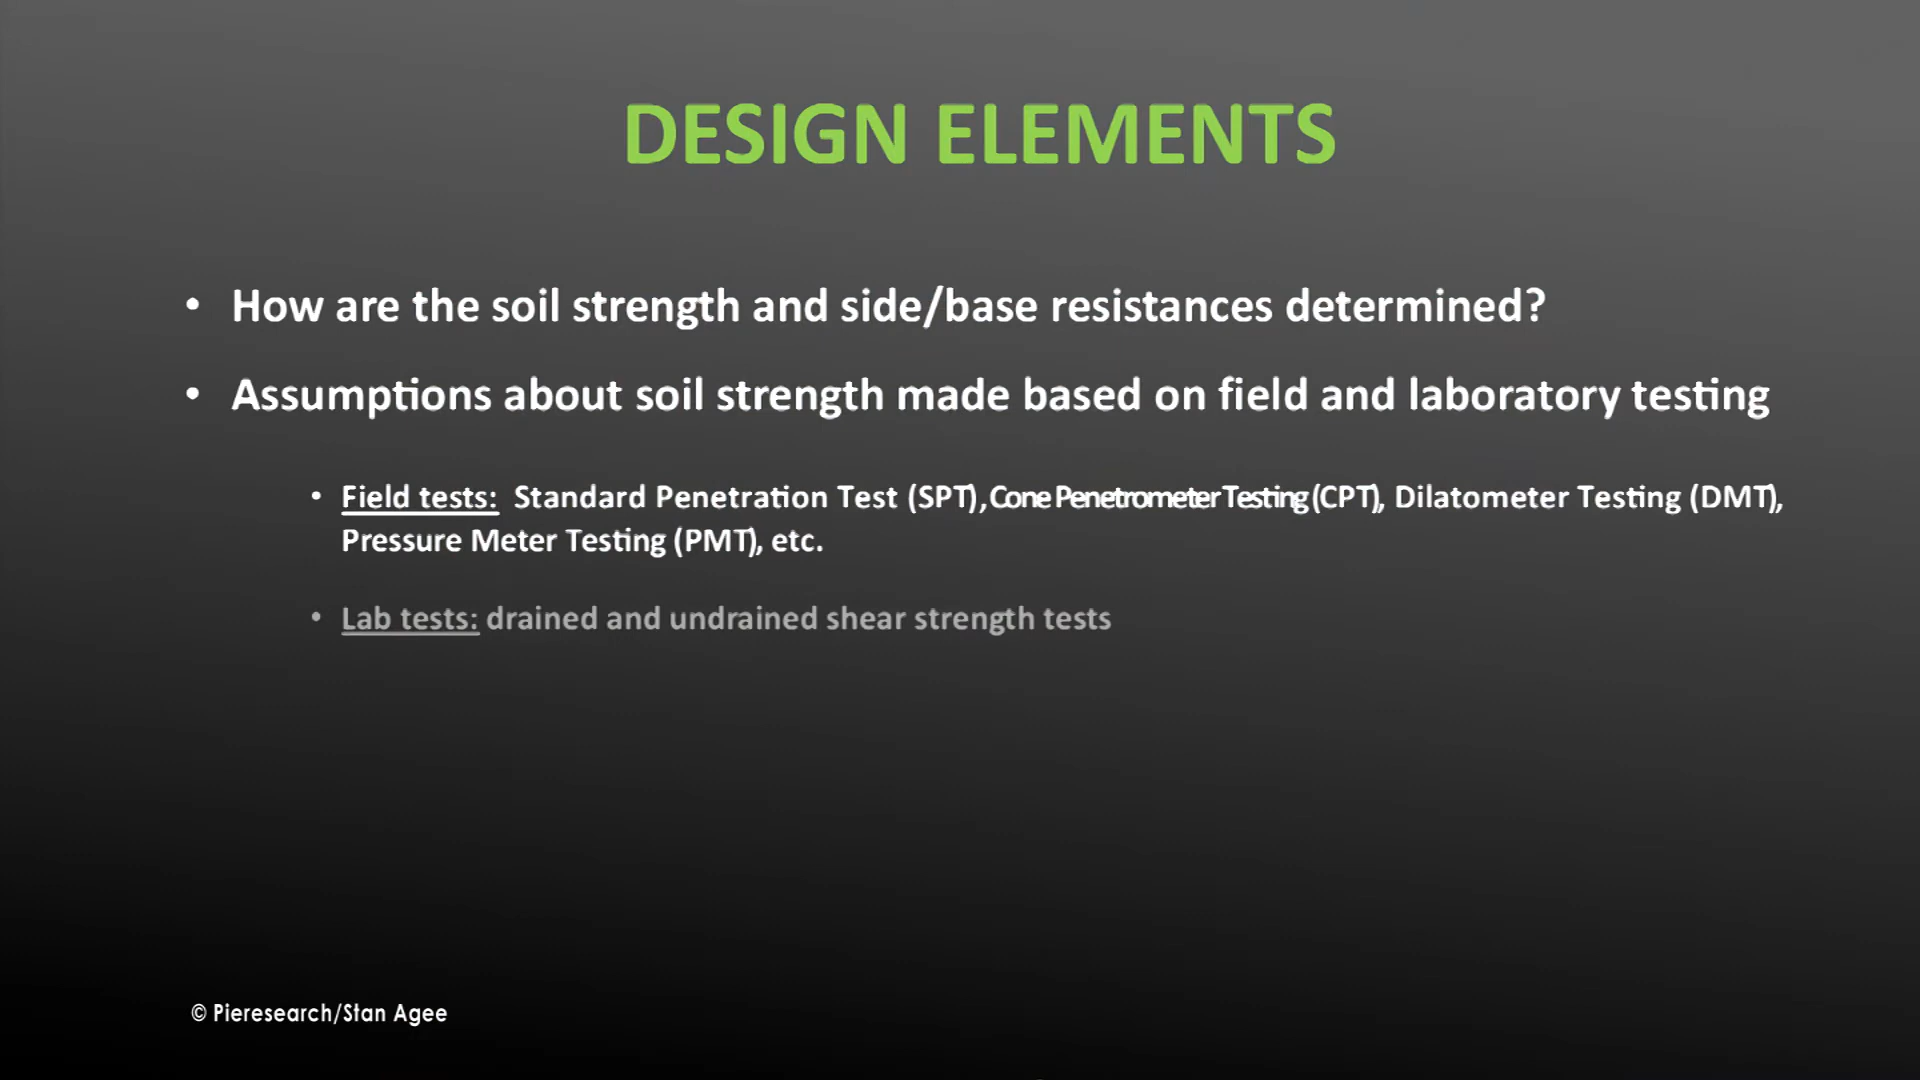 DESIGN ELEMENTS
• How are the soil strength and side/base resistances determined?
• Assumptions about soil strength made based on field and laboratory testing
• Field tests: Standard Penetration Test (SPT), Cone Penetrometer Testing (CPT), Dilatometer Testing (DMT),
Pressure Meter Testing (PMT), etc.
• Lab tests: drained and undrained shear strength tests
© Pieresearch/Stan Agee